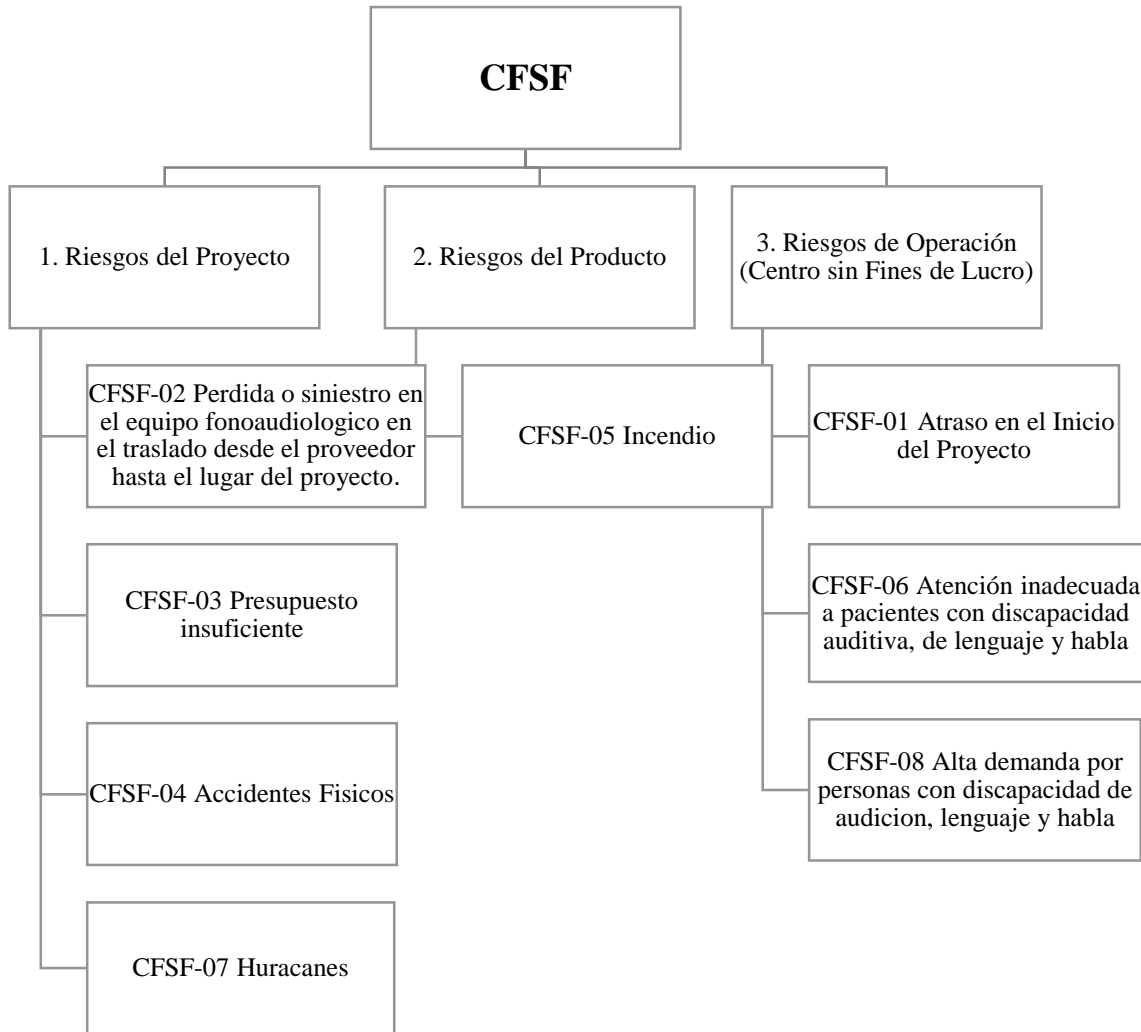 CFSF
1. Riesgos del Proyecto
2. Riesgos del Producto
3. Riesgos de Operación
(Centro sin Fines de Lucro)
CFSF-02 Perdida o siniestro en
el equipo fonoaudiologico en
el traslado desde el proveedor
hasta el lugar del proyecto.
CFSF-05 Incendio
CFSF-01 Atraso en el Inicio
del Proyecto
CFSF-03 Presupuesto
insuficiente
CFSF-06 Atención inadecuada
a pacientes con discapacidad
auditiva, de lenguaje y habla
CFSF-04 Accidentes Fisicos
CFSF-08 Alta demanda por
personas con discapacidad de
audicion, lenguaje y habla
CFSF-07 Huracanes